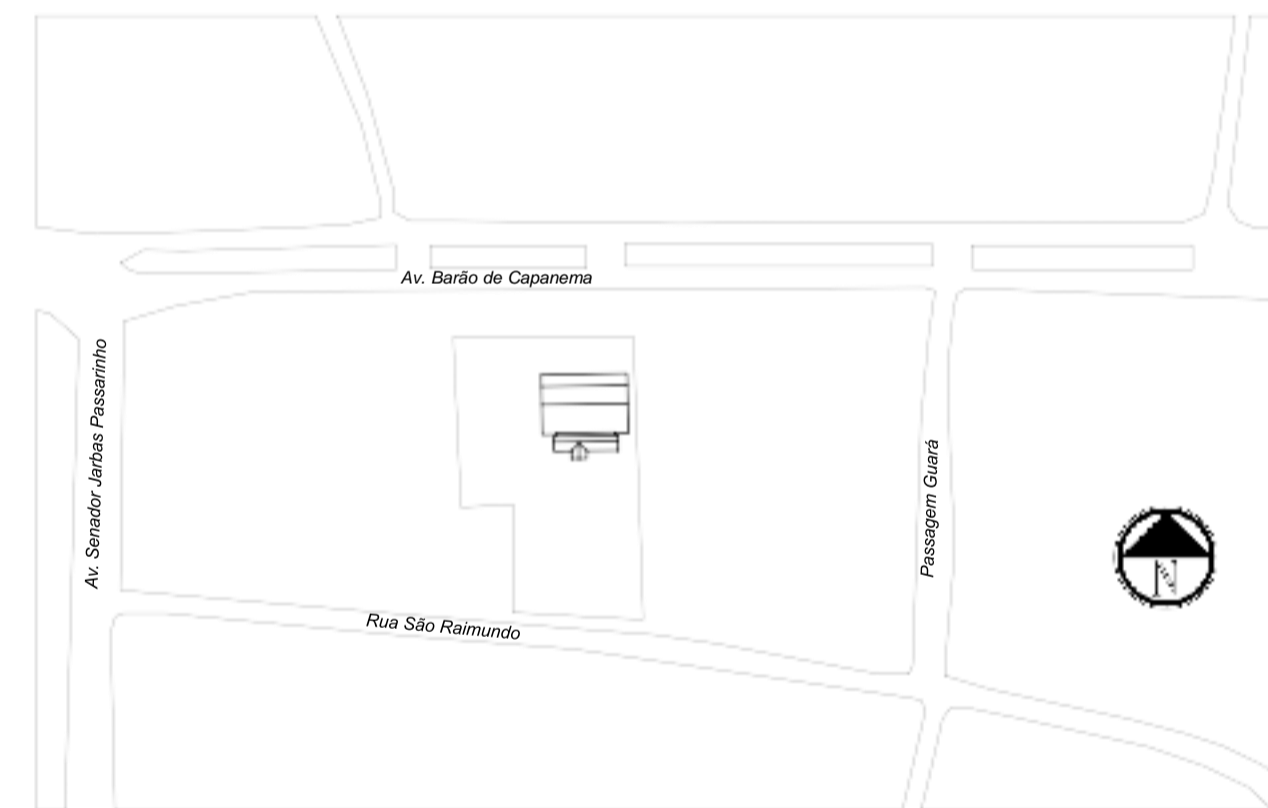 Av. Barão de Capanema
Av. Senador Jarbas Passarinho
Passagem Guará
N
Rua São Raimundo